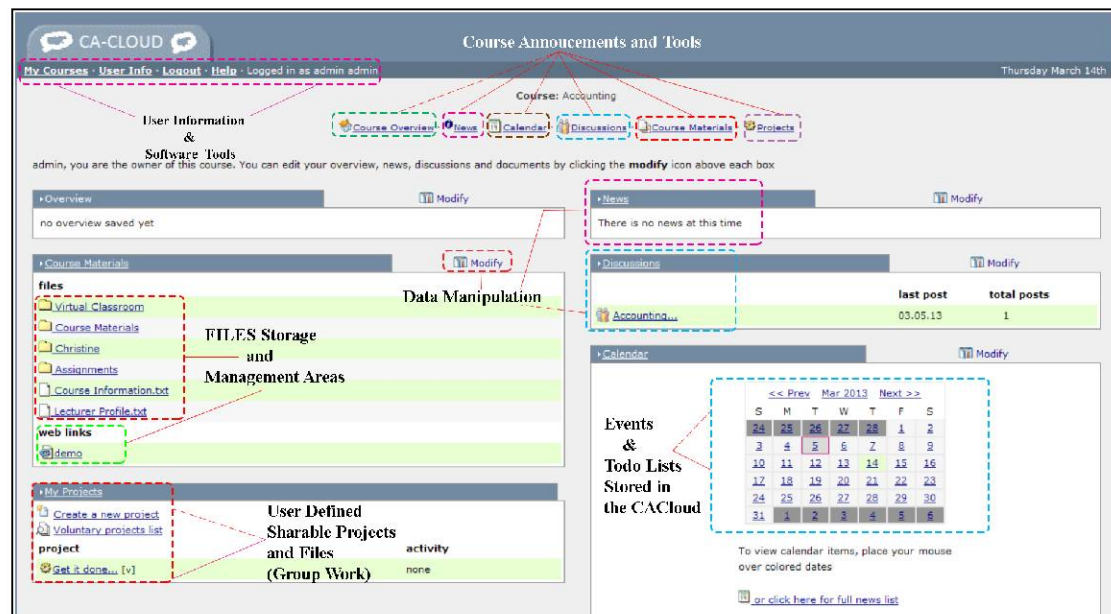 CA-CLOUD
Course Annoucements and Tools
My Courses · User Info · Logout · Help · Logged in as admin admin
Thursday March 14th
Course: Accounting
User Information
&
Software Tools
Course Overview News Calendar Discussions Course Materials Projects
admin, you are the owner of this course. You can edit your overview, news, discussions and documents by clicking the modify icon above each box
Overview
Modify
no overview saved yet
News
Modify
There is no news at this time
Course Materials
Modify
files
Virtual Classroom
Course Materials
Christine
Assignments
Course Information.txt
Lecturer Profile.txt
web links
demo
FILES Storage
and
Management Areas
Data Manipulation
Discussions
Modify
last post total posts
Accounting... 03.05.13 1
Calendar
Modify
<< Prev Mar 2013 Next >>
S M T W T F S
24 25 26 27 28 1 2
3 4 5 6 7 8 9
10 11 12 13 14 15 16
17 18 19 20 21 22 23
24 25 26 27 28 29 30
31 1 2 3 4 5 6
Events
&
Todo Lists
Stored in
the CACloud
To view calendar items, place your mouse
over colored dates
or click here for full news list
My Projects
Create a new project
Voluntary projects list
project activity
Get it done... [v] none
User Defined
Sharable Projects
and Files
(Group Work)